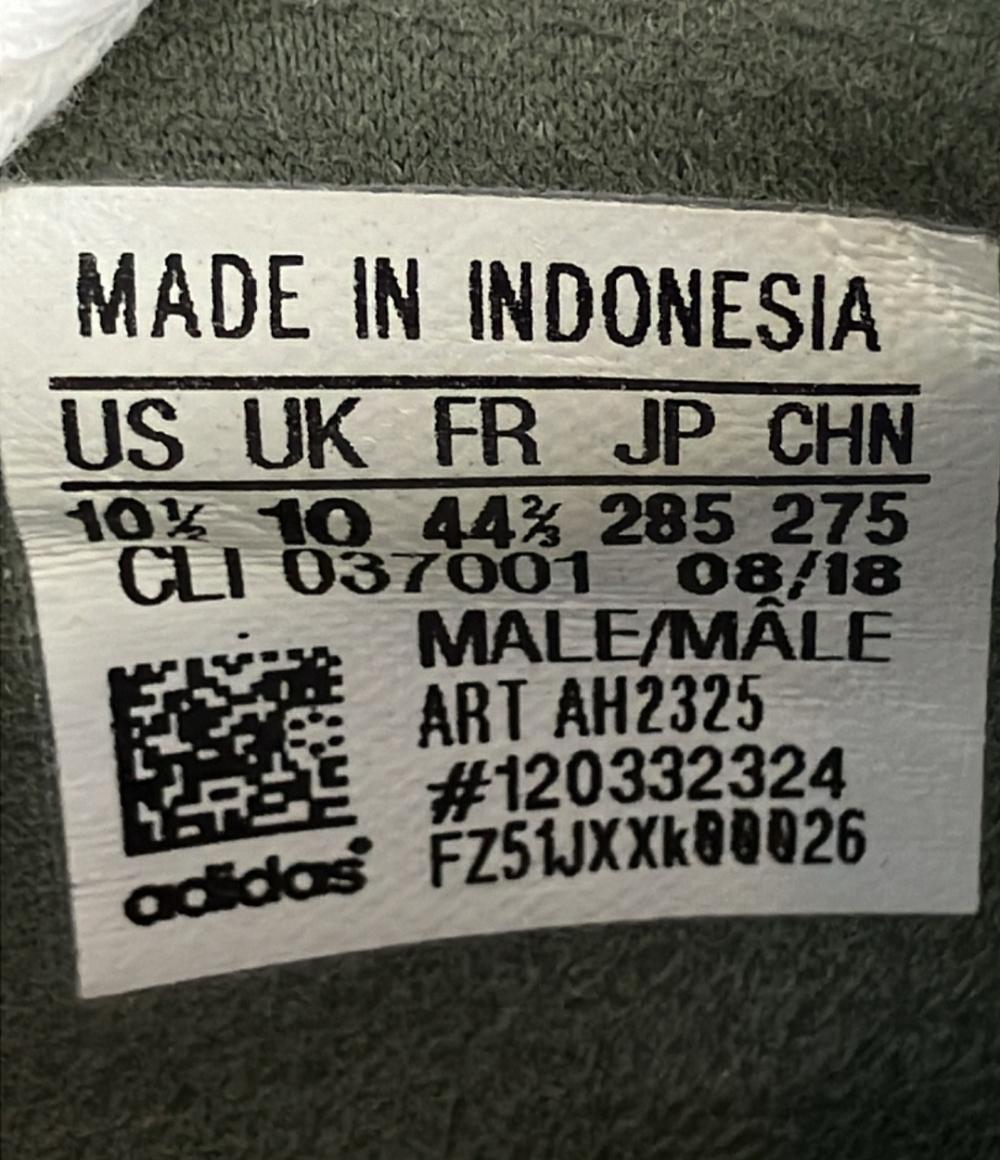 MADE IN INDONESIA
US UK FR JP CHN
10½ 10 44⅔ 285 275
CLI 037001 08/18
MALE/MÂLE
ART AH2325
#120332324
FZ51JXXk00026
adidas